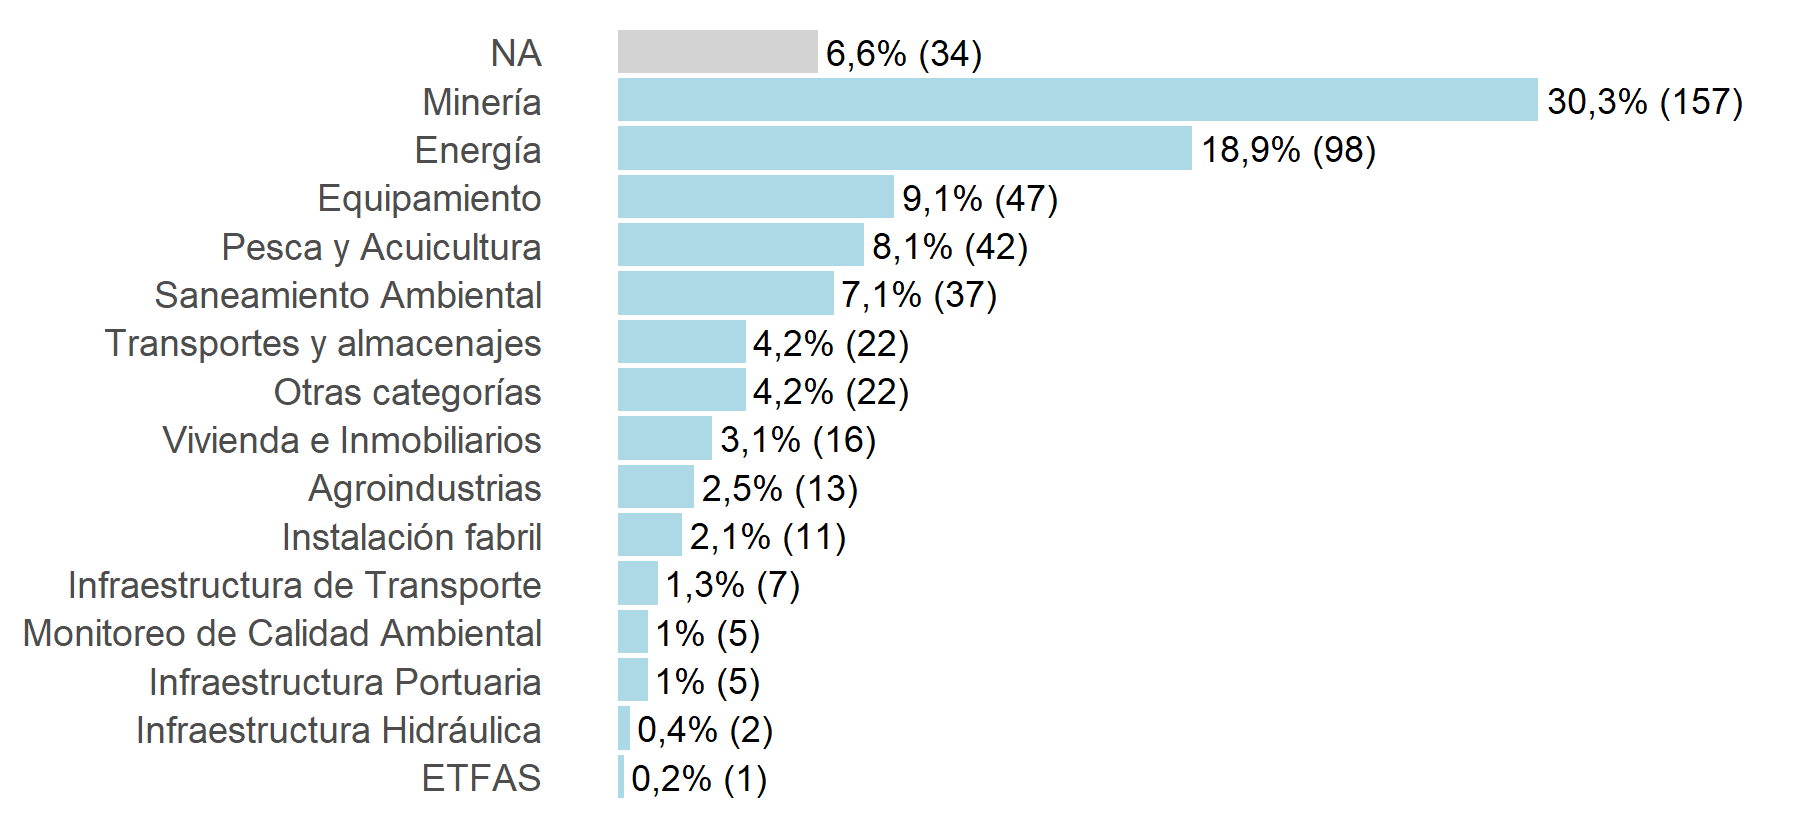 NA 6,6% (34)
Minería 30,3% (157)
Energía 18,9% (98)
Equipamiento 9,1% (47)
Pesca y Acuicultura 8,1% (42)
Saneamiento Ambiental 7,1% (37)
Transportes y almacenajes 4,2% (22)
Otras categorías 4,2% (22)
Vivienda e Inmobiliarios 3,1% (16)
Agroindustrias 2,5% (13)
Instalación fabril 2,1% (11)
Infraestructura de Transporte 1,3% (7)
Monitoreo de Calidad Ambiental 1% (5)
Infraestructura Portuaria 1% (5)
Infraestructura Hidráulica 0,4% (2)
ETFAS 0,2% (1)